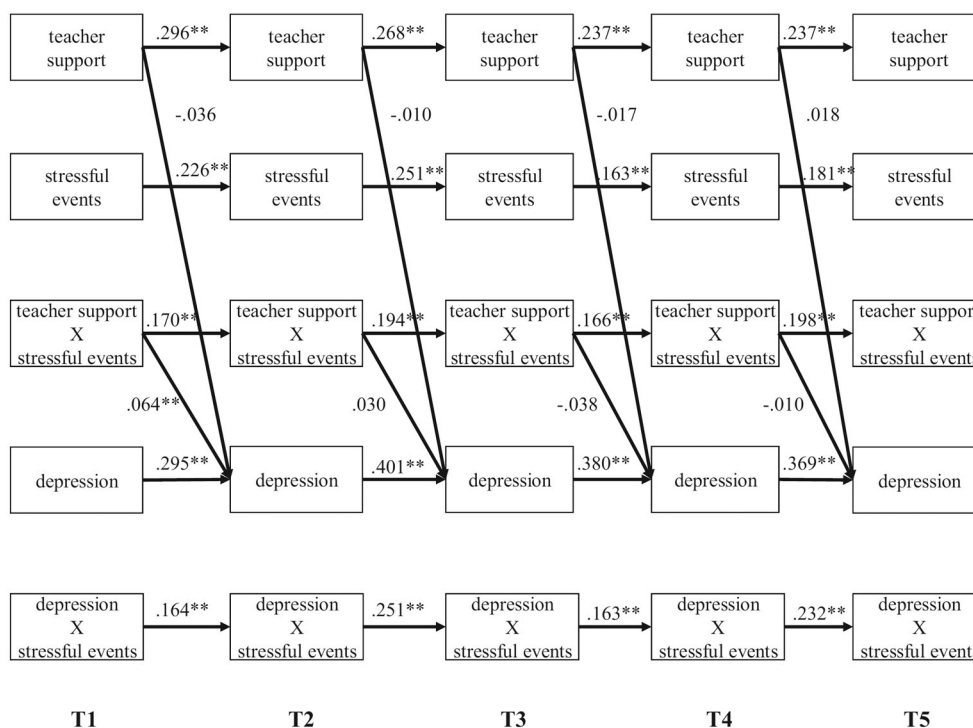 teacher support .296** teacher support .268** teacher support .237** teacher support .237** teacher support
-.036 -.010 -.017 .018
stressful events .226** stressful events .251** stressful events .163** stressful events .181** stressful events
teacher support X stressful events .170** teacher support X stressful events .194** teacher support X stressful events .166** teacher support X stressful events .198** teacher support X stressful events
.064** .030 -.038 -.010
depression .295** depression .401** depression .380** depression .369** depression
depression X stressful events .164** depression X stressful events .251** depression X stressful events .163** depression X stressful events .232** depression X stressful events
T1 T2 T3 T4 T5